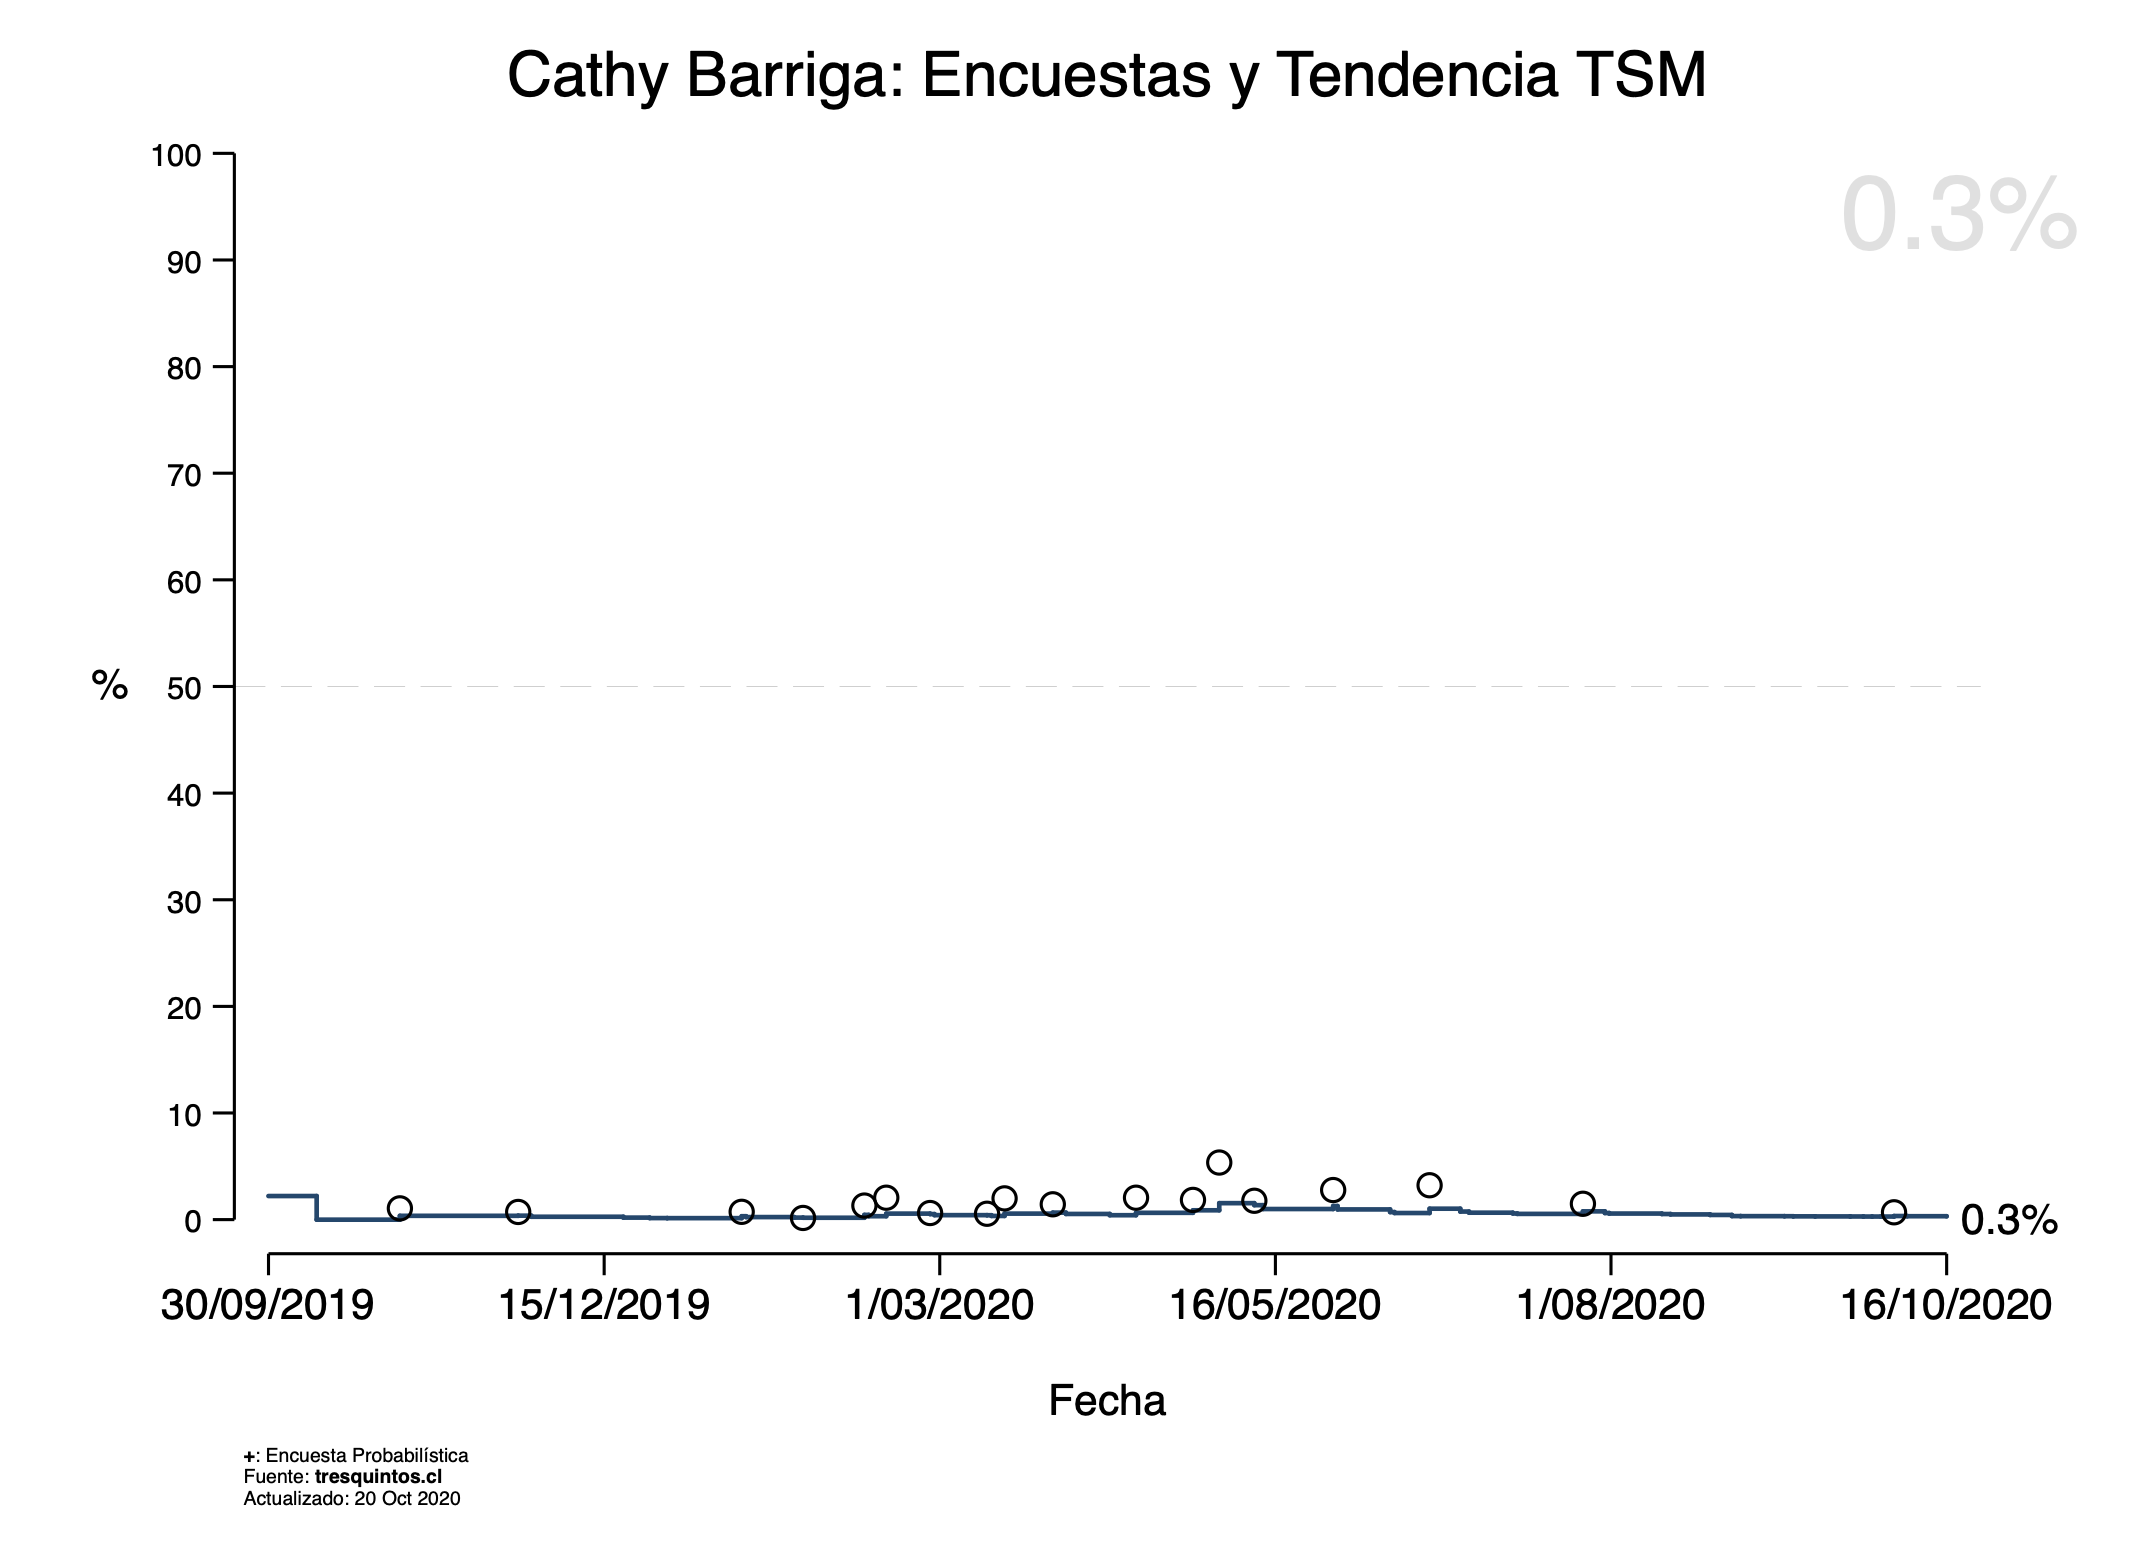 Cathy Barriga: Encuestas y Tendencia TSM
0.3%
100
90
80
70
60
50
40
30
20
10
0
%
0.3%
30/09/2019 15/12/2019 1/03/2020 16/05/2020 1/08/2020 16/10/2020
Fecha
+: Encuesta Probabilística
Fuente: tresquintos.cl
Actualizado: 20 Oct 2020